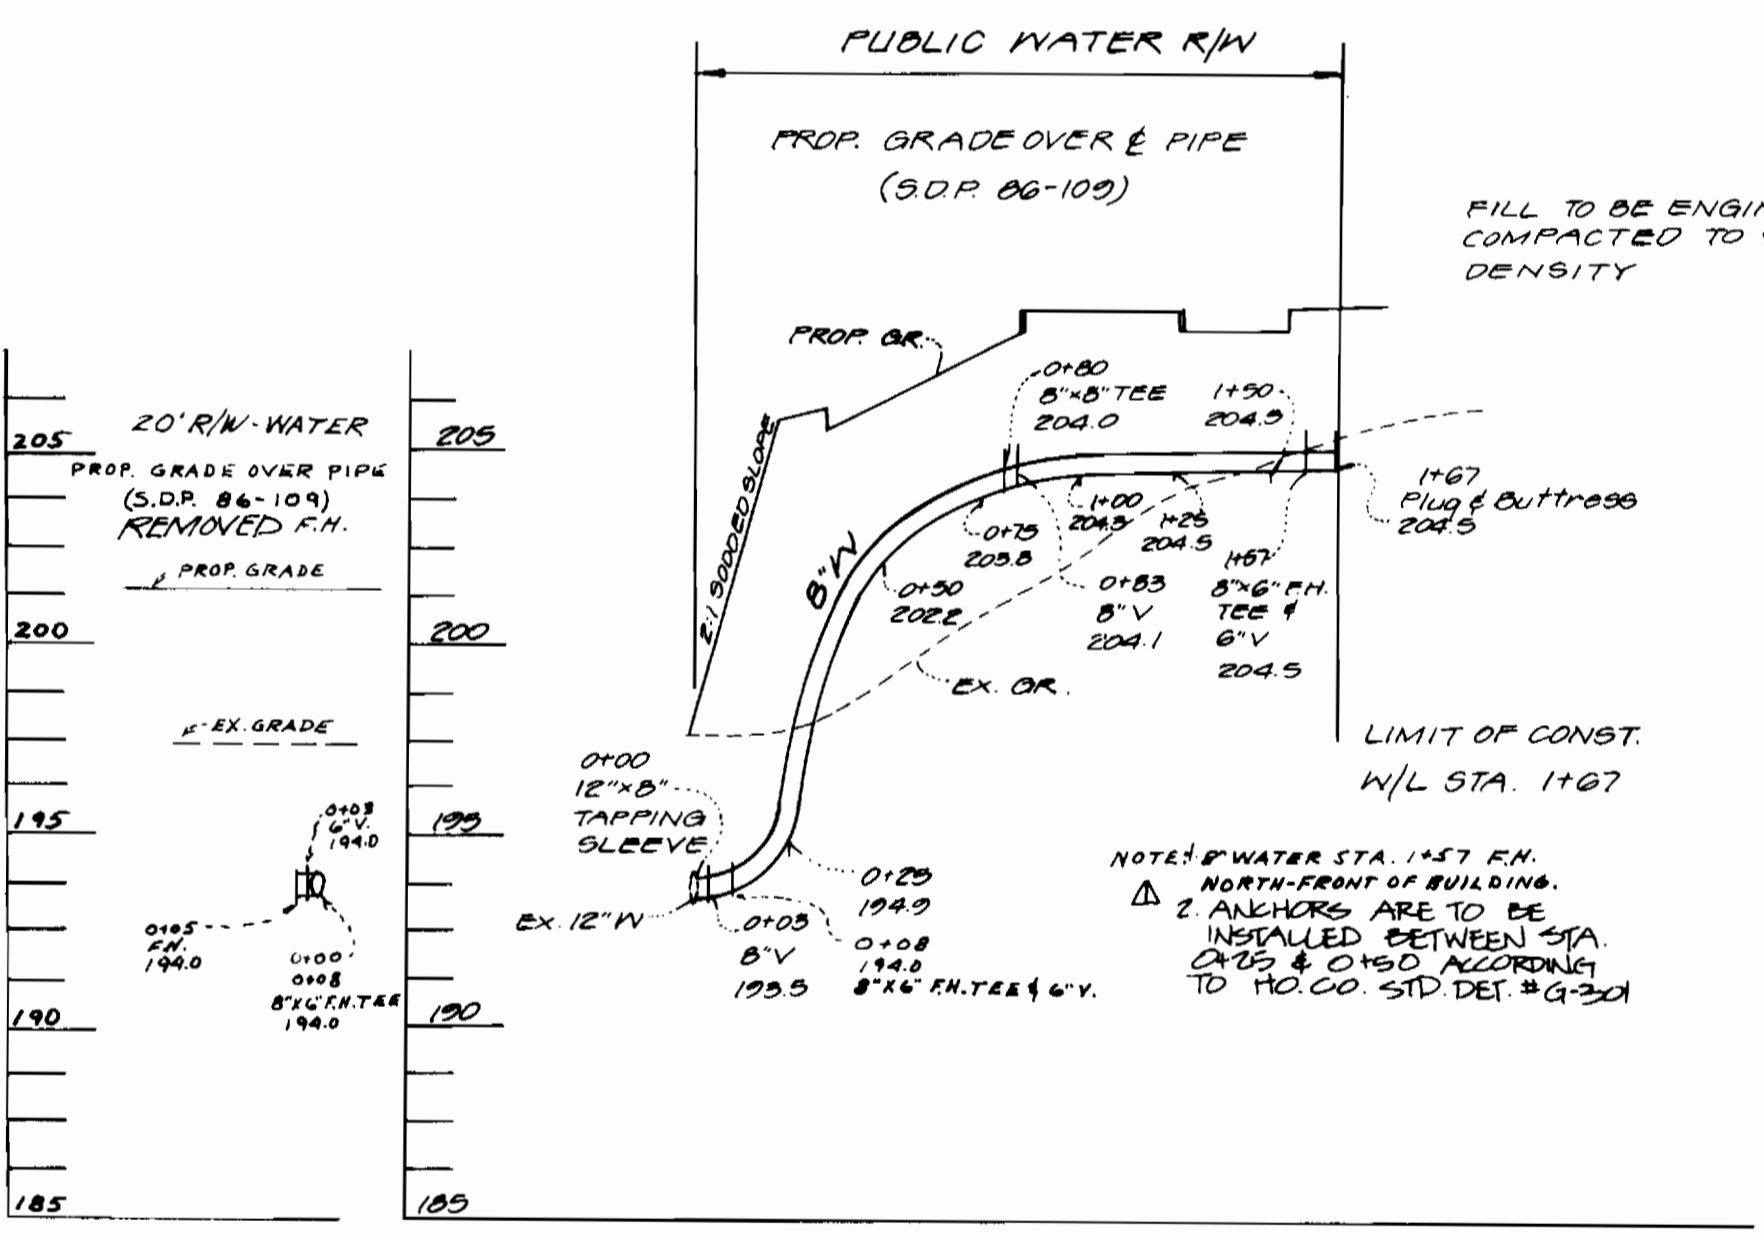 PUBLIC WATER R/W
PROP. GRADE OVER ℄ PIPE
(S.D.P. 86-109)
FILL TO BE ENGIN
COMPACTED TO
DENSITY
PROP. GR.
2:1 SODDED SLOPE
8"W
0+80
8"x8" TEE
204.0
1+50
204.5
1+67
Plug & Buttress
204.5
0+75
203.8
1+00
204.3
1+25
204.5
0+50
202.2
0+83
8"V
204.1
1+57
8"x6" F.H.
TEE &
6"V
204.5
EX. GR.
LIMIT OF CONST.
W/L STA. 1+67
205
20' R/W-WATER
PROP. GRADE OVER PIPE
(S.D.P. 86-109)
REMOVED F.H.
PROP. GRADE
200
EX. GRADE
195
0+03
6"V.
194.0
0+05
F.H.
194.0
0+00
0+08
8"x6" F.H. TEE
194.0
190
185
205
200
195
190
185
0+00
12"x8"
TAPPING
SLEEVE
EX. 12"W
0+03
8"V
193.5
0+25
194.9
0+08
194.0
8"x6" F.H. TEE & 6"V.
NOTE: 1. 8" WATER STA. 1+57 F.H.
NORTH-FRONT OF BUILDING.
2. ANCHORS ARE TO BE
INSTALLED BETWEEN STA.
0+25 & 0+50 ACCORDING
TO HO. CO. STD. DET. # G-301